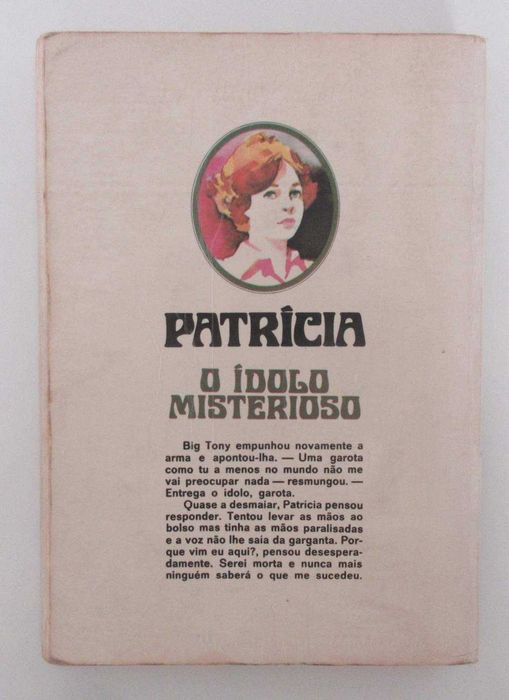 PATRÍCIA
O ÍDOLO
MISTERIOSO
Big Tony empunhou novamente a
arma e apontou-lha. — Uma garota
como tu a menos no mundo não me
vai preocupar nada — resmungou. —
Entrega o ídolo, garota.
Quase a desmaiar, Patrícia pensou
responder. Tentou levar as mãos ao
bolso mas tinha as mãos paralisadas
e a voz não lhe saía da garganta. Por-
que vim eu aqui?, pensou desespera-
damente. Serei morta e nunca mais
ninguém saberá o que me sucedeu.